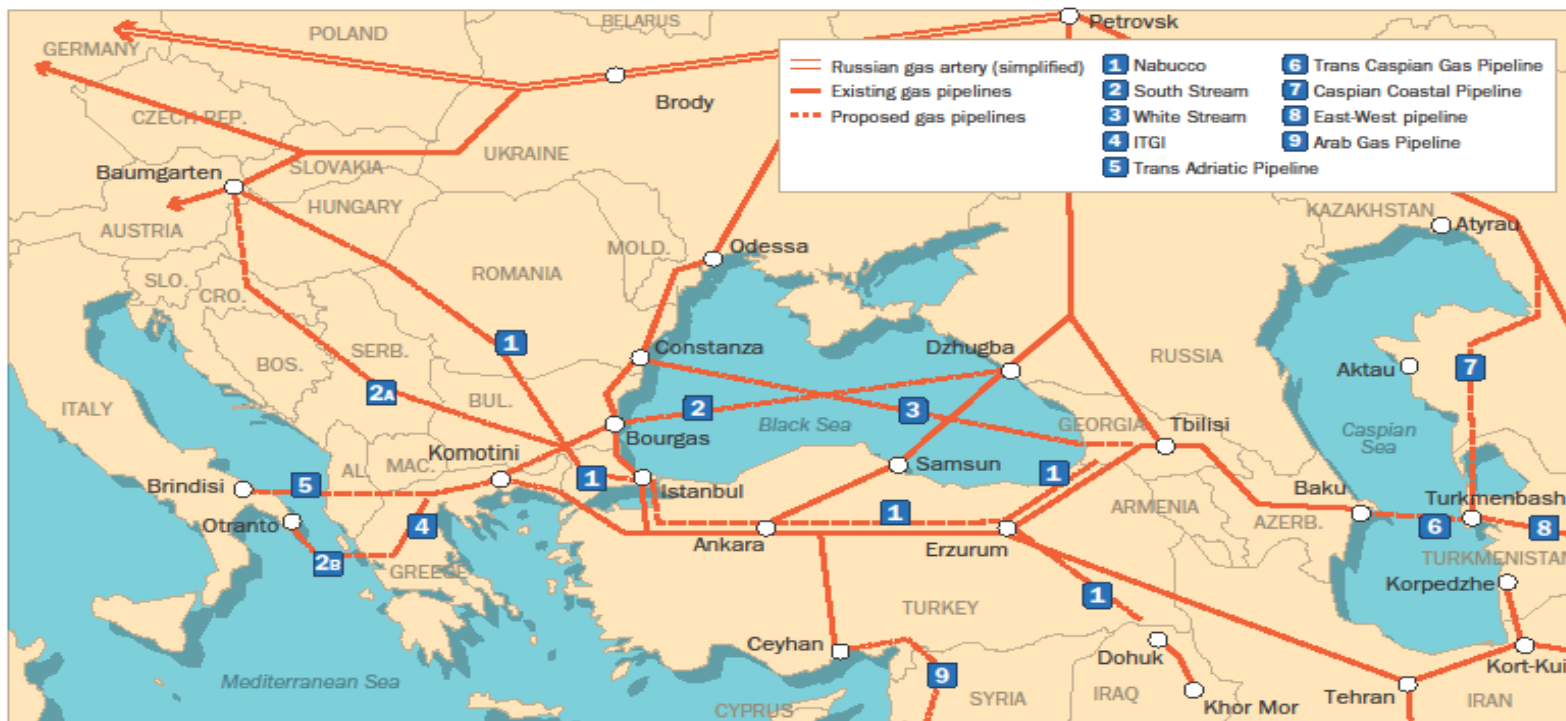 POLAND
BELARUS
Petrovsk
GERMANY
Russian gas artery (simplified)
Existing gas pipelines
Proposed gas pipelines
1 Nabucco
2 South Stream
3 White Stream
4 ITGI
5 Trans Adriatic Pipeline
6 Trans Caspian Gas Pipeline
7 Caspian Coastal Pipeline
8 East-West pipeline
9 Arab Gas Pipeline
Brody
CZECH REP.
UKRAINE
SLOVAKIA
Baumgarten
HUNGARY
AUSTRIA
KAZAKHSTAN
Atyrau
MOLD.
Odessa
ROMANIA
SLO.
CRO.
1
Constanza
Dzhugba
RUSSIA
BOS.
SERB.
Aktau
7
2A
BUL.
ITALY
2
3
Black Sea
GEORGIA
Tbilisi
Caspian
Sea
Bourgas
Komotini
AL.
MAC.
Samsun
1
1
Istanbul
Brindisi
5
Baku
Turkmenbash
ARMENIA
AZERB.
6
8
Otranto
4
1
Ankara
Erzurum
TURKMENISTAN
2B
GREECE
Korpedzhe
TURKEY
1
Ceyhan
Dohuk
Kort-Kui
Mediterranean Sea
9
SYRIA
IRAQ
Khor Mor
Tehran
IRAN
CYPRUS